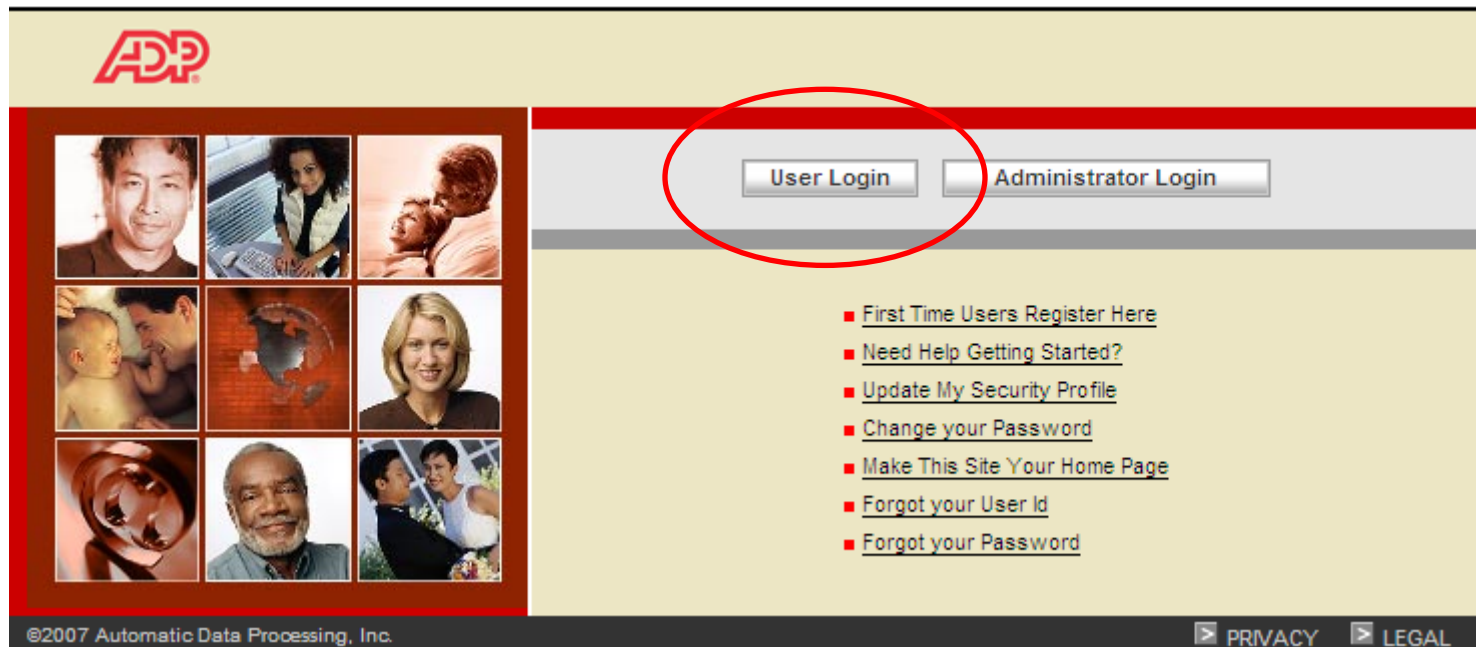 ADP
User Login Administrator Login
First Time Users Register Here
Need Help Getting Started?
Update My Security Profile
Change your Password
Make This Site Your Home Page
Forgot your User Id
Forgot your Password
©2007 Automatic Data Processing, Inc. PRIVACY LEGAL